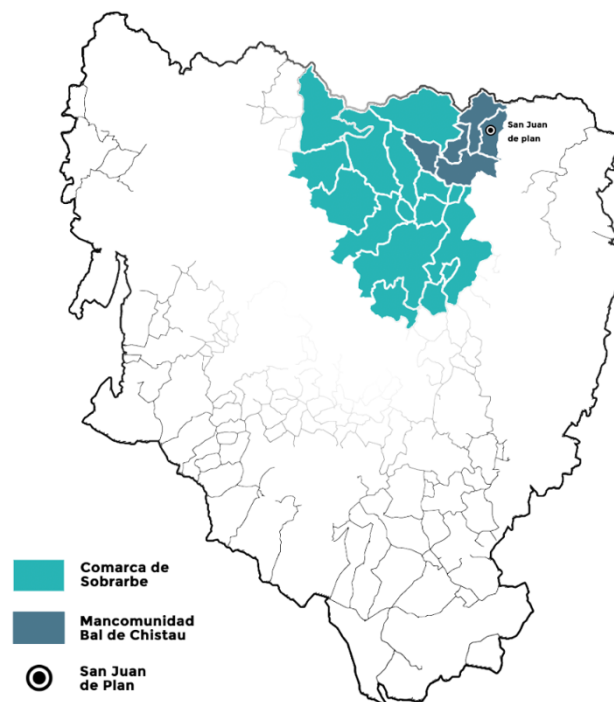 San Juan
de plan
Comarca de
Sobrarbe
Mancomunidad
Bal de Chistau
San Juan
de Plan